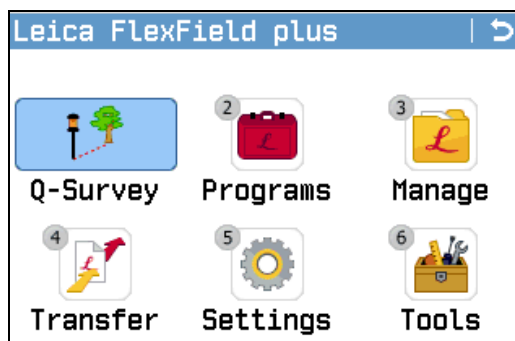 Leica FlexField plus
2 3
Q-Survey Programs Manage
4 5 6
Transfer Settings Tools